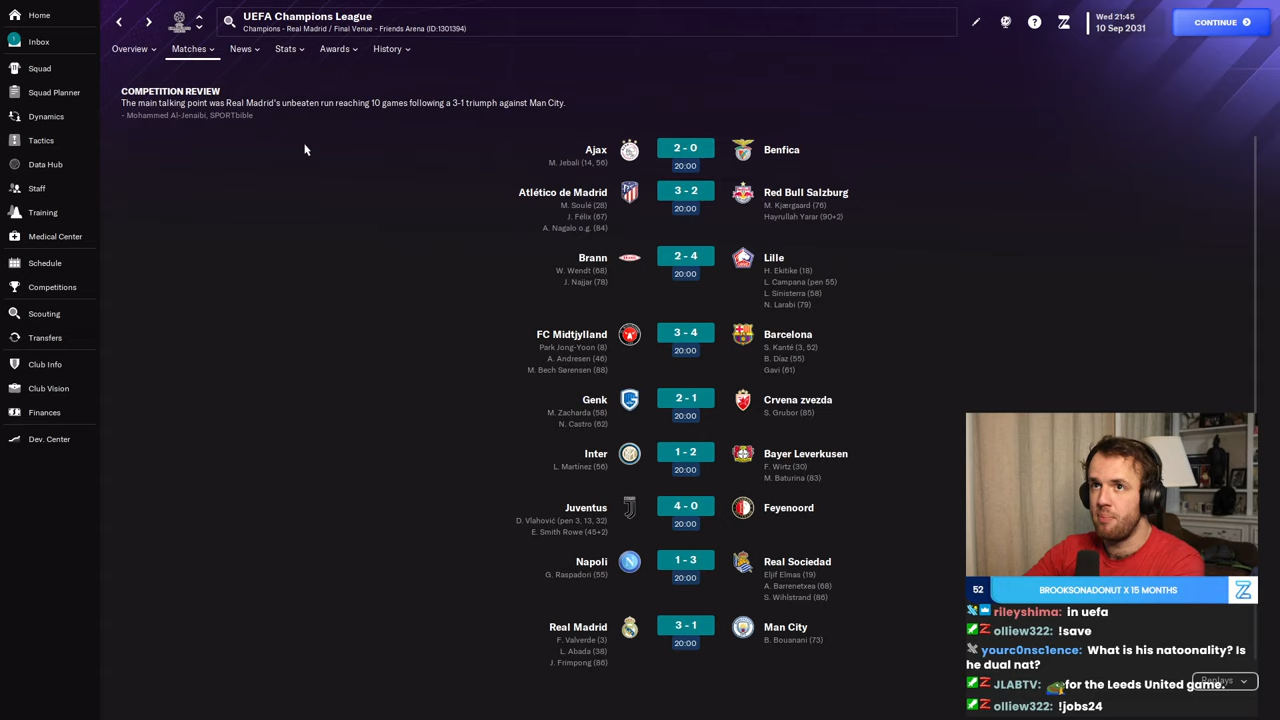 Home
Inbox
Squad
Squad Planner
Dynamics
Tactics
Data Hub
Staff
Training
Medical Center
Schedule
Competitions
Scouting
Transfers
Club Info
Club Vision
Finances
Dev. Center
UEFA Champions League
Champions - Real Madrid / Final Venue - Friends Arena (ID:1301394)
Wed 21:45
10 Sep 2031
CONTINUE
Overview
Matches
News
Stats
Awards
History
COMPETITION REVIEW
The main talking point was Real Madrid's unbeaten run reaching 10 games following a 3-1 triumph against Man City.
- Mohammed Al-Jenaibi, SPORTbible
Ajax 2 - 0 Benfica
M. Jebali (14, 56) 20:00
Atlético de Madrid 3 - 2 Red Bull Salzburg
M. Soulé (28) 20:00 M. Kjærgaard (76)
J. Félix (67) Hayrullah Yarar (90+2)
A. Nagalo o.g. (84)
Brann 2 - 4 Lille
W. Wendt (68) 20:00 H. Ekitike (18)
J. Najjar (78) L. Campana (pen 55)
L. Sinisterra (58)
N. Larabi (79)
FC Midtjylland 3 - 4 Barcelona
Park Jong-Yoon (8) 20:00 S. Kanté (3, 52)
A. Andresen (46) B. Díaz (55)
M. Bech Sørensen (88) Gavi (61)
Genk 2 - 1 Crvena zvezda
M. Zacharda (58) 20:00 S. Grubor (85)
N. Castro (62)
Inter 1 - 2 Bayer Leverkusen
L. Martínez (56) 20:00 F. Wirtz (30)
M. Baturina (83)
Juventus 4 - 0 Feyenoord
D. Vlahović (pen 3, 13, 32) 20:00
E. Smith Rowe (45+2)
Napoli 1 - 3 Real Sociedad
G. Raspadori (55) 20:00 Eljif Elmas (19)
A. Barrenetxea (68)
S. Wihlstrand (86)
Real Madrid 3 - 1 Man City
F. Valverde (3) 20:00 B. Bouanani (73)
L. Abada (38)
J. Frimpong (86)
52 BROOKSONADONUT X 15 MONTHS
rileyshima: in uefa
olliew322: !save
yourc0nsc1ence: What is his natoonality? Is
he dual nat?
JLABTV: for the Leeds United game.
Replays
olliew322: !jobs24